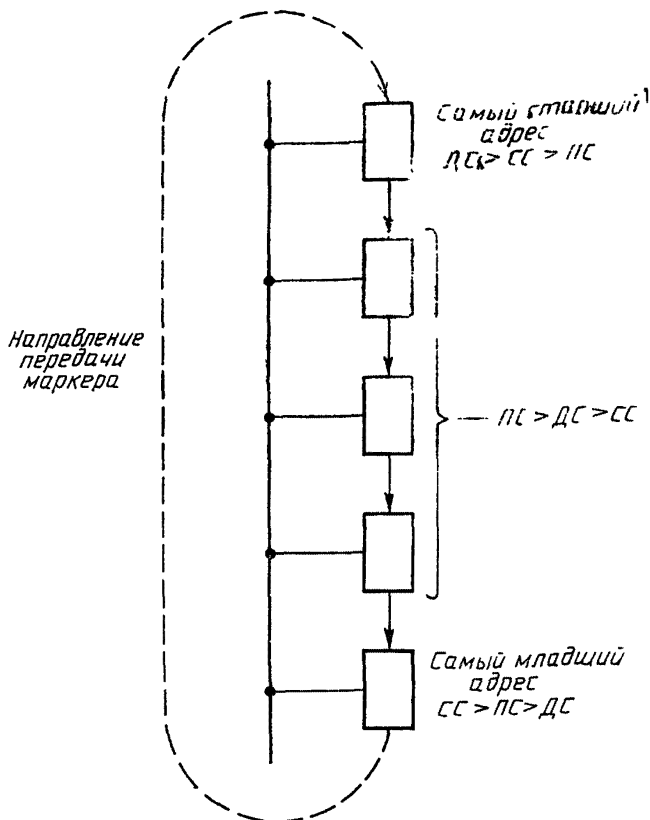 Самый старший
адрес
ДС > СС > ПС
Направление
передачи
маркера
ПС > ДС > СС
Самый младший
адрес
СС > ПС > ДС